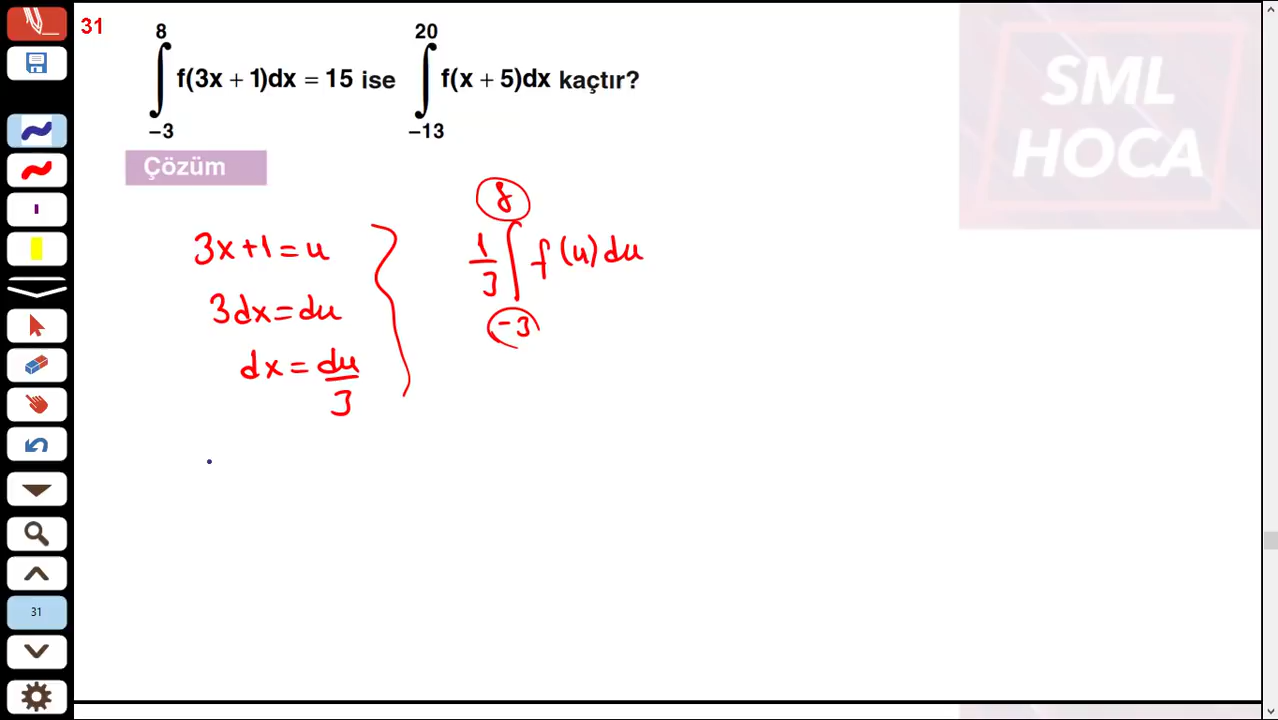 31
8
20
∫ f(3x + 1)dx = 15 ise ∫ f(x + 5)dx kaçtır?
−3
−13
SML
HOCA
Çözüm
3x+1=u
3dx=du
dx=du/3
8
1/3 ∫ f(u)du
-3
31